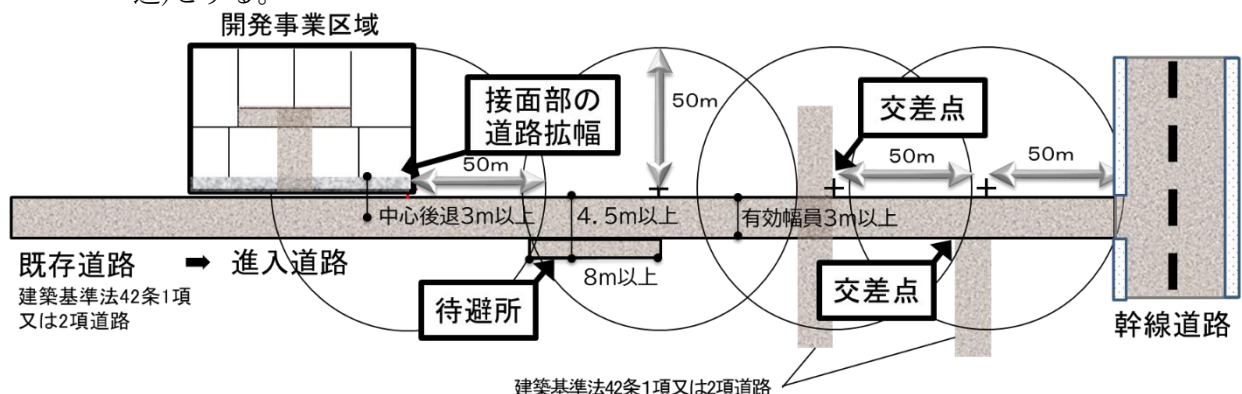 道)とする。
開発事業区域
接面部の
道路拡幅
50m
50m
交差点
50m
50m
中心後退3m以上
4.5m以上
有効幅員3m以上
8m以上
既存道路 ➡ 進入道路
建築基準法42条1項
又は2項道路
待避所
交差点
幹線道路
建築基準法42条1項又は2項道路